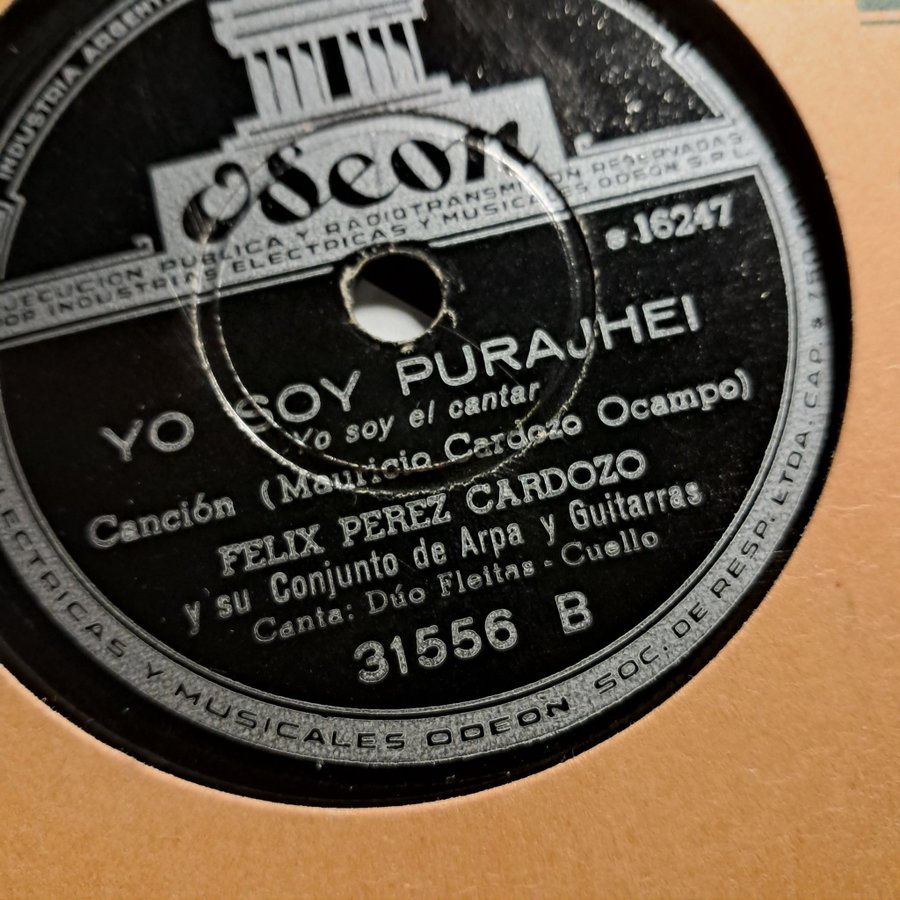 INDUSTRIA ARGENTINA
Odeon
EJECUCION PUBLICA Y RADIOTRANSMISION RESERVADAS
POR INDUSTRIAS ELECTRICAS Y MUSICALES ODEON S.R.L.
e 16247
YO SOY PURAJHEI
Yo soy el cantar
Canción (Mauricio Cardozo Ocampo)
FELIX PEREZ CARDOZO
y su Conjunto de Arpa y Guitarras
Canta: Dúo Fleitas - Cuello
31556 B
ELECTRICAS Y MUSICALES ODEON SOC. DE RESP. LTDA. CAP. $